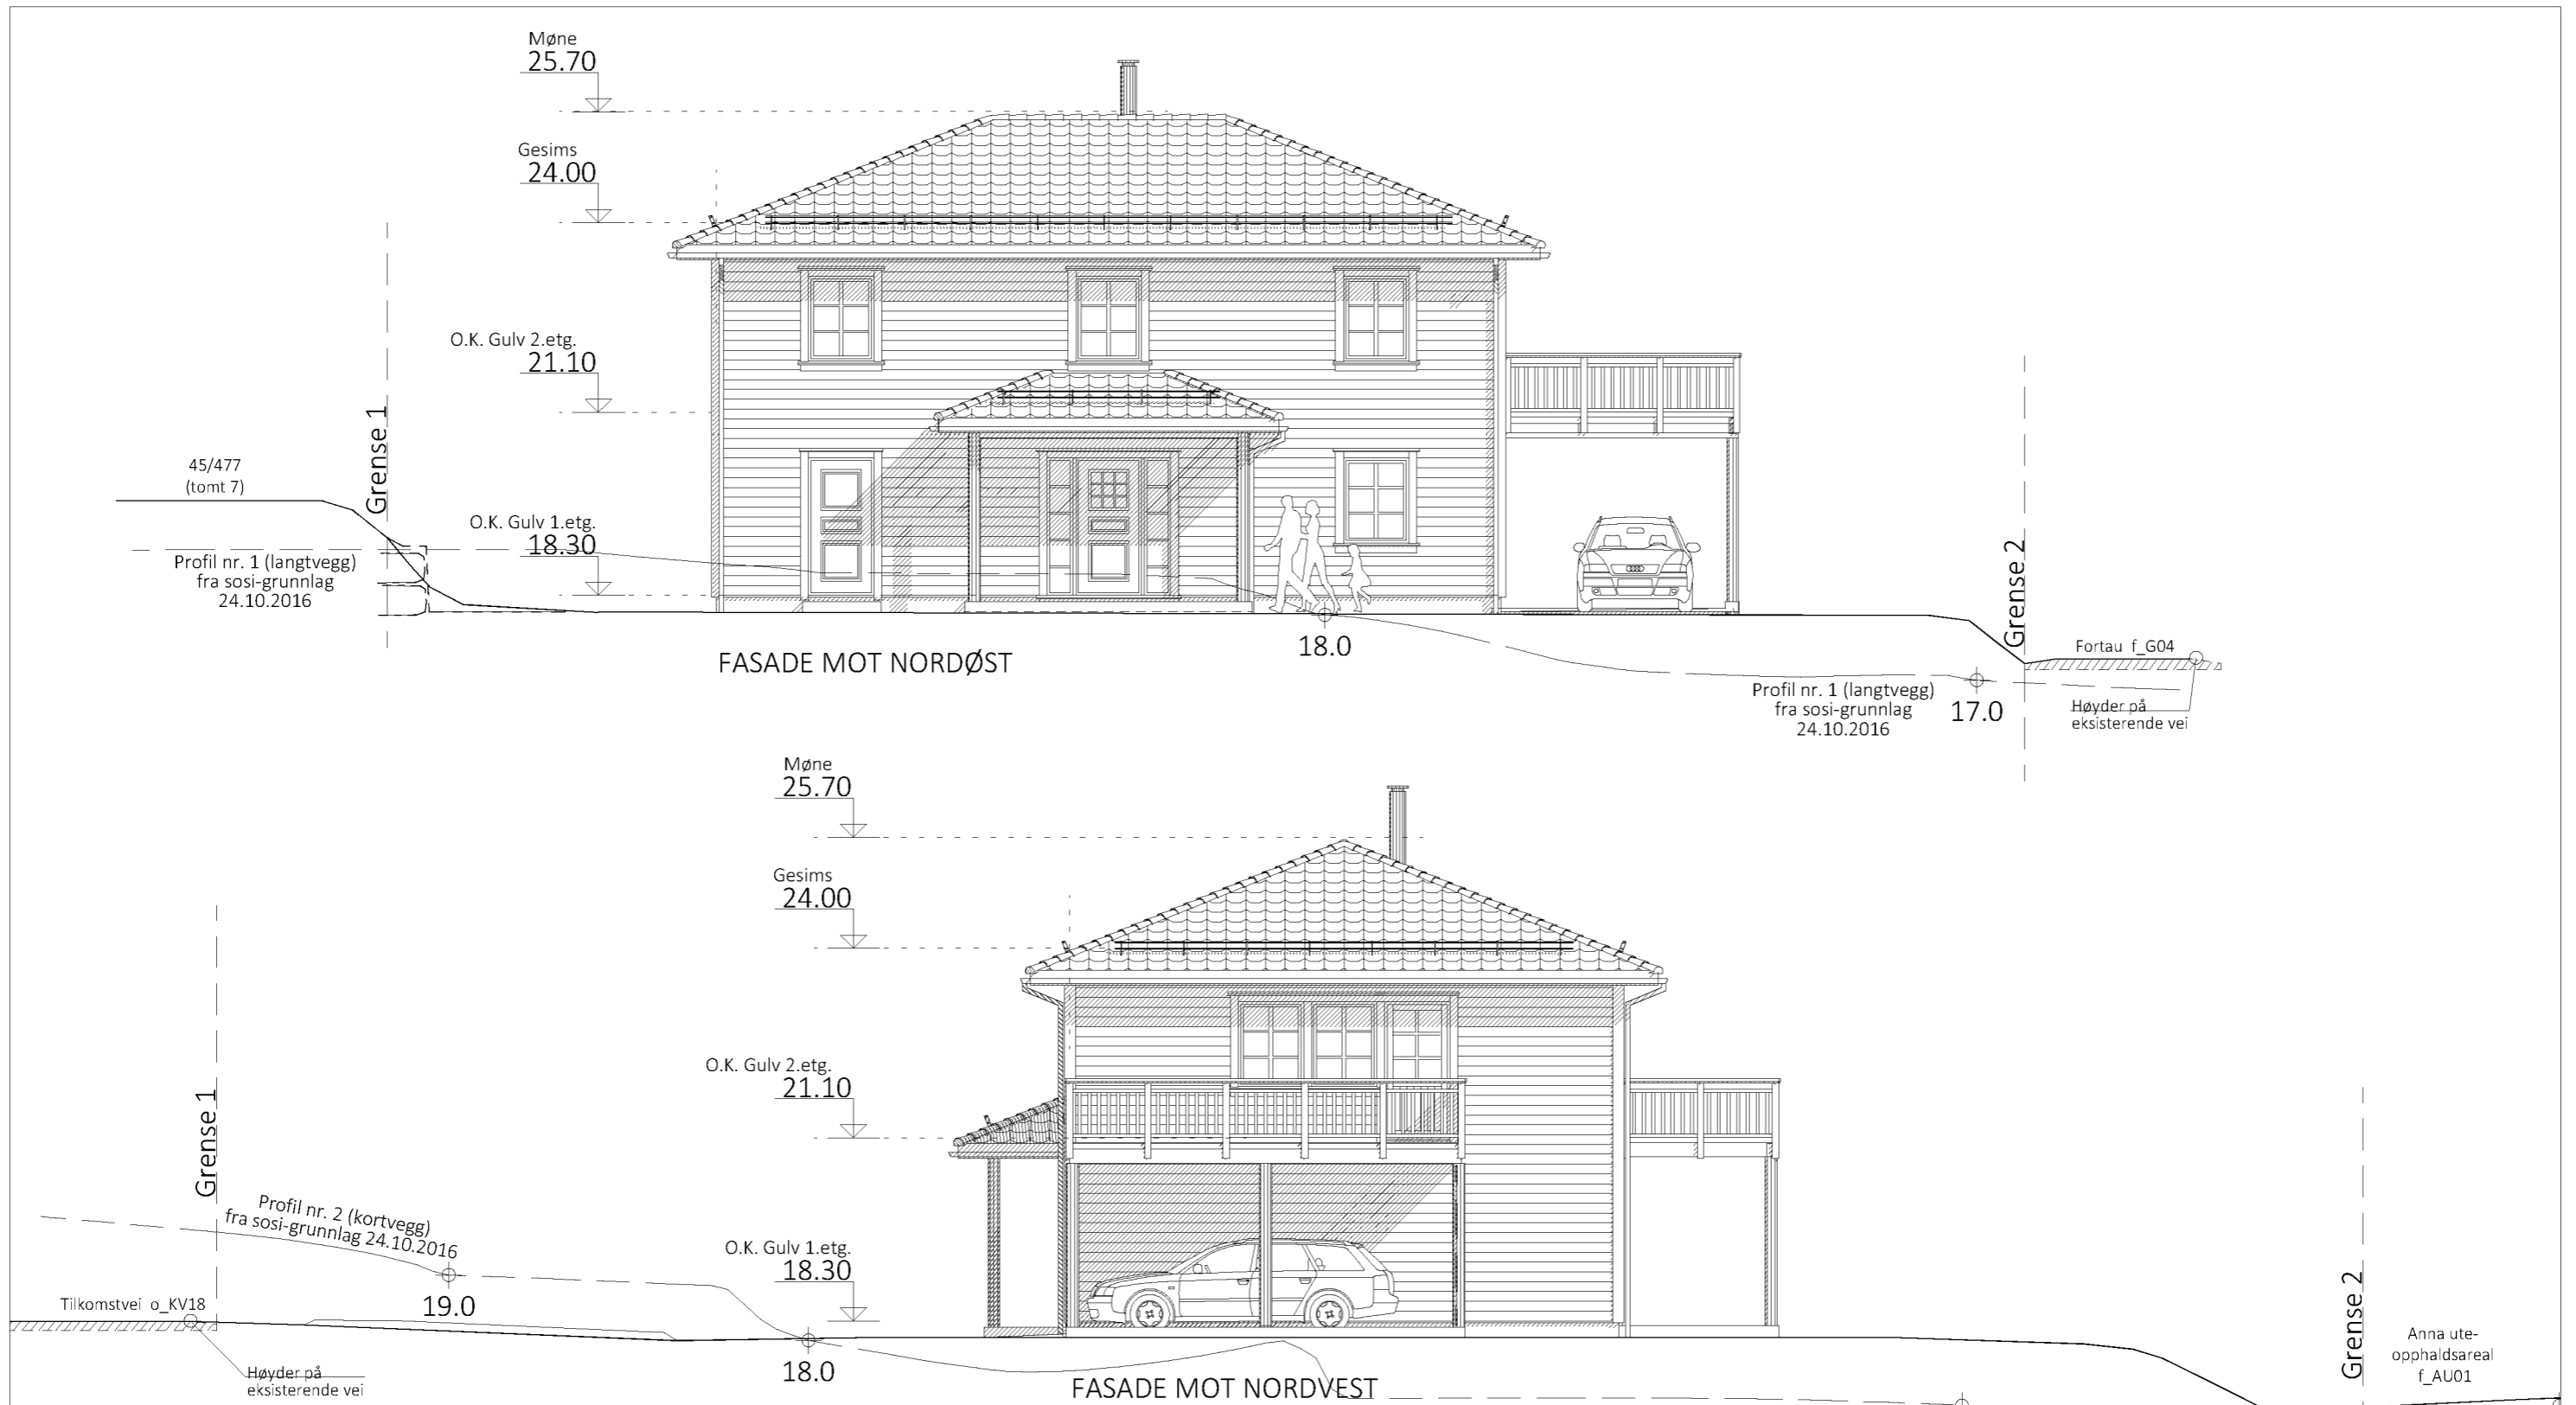 Møne
25.70
Gesims
24.00
O.K. Gulv 2.etg.
21.10
Grense 1
45/477
(tomt 7)
O.K. Gulv 1.etg.
18.30
Profil nr. 1 (langtvegg)
fra sosi-grunnlag
24.10.2016
FASADE MOT NORDØST
18.0
Grense 2
Fortau f_G04
Profil nr. 1 (langtvegg)
fra sosi-grunnlag
24.10.2016
17.0
Høyder på
eksisterende vei
Møne
25.70
Gesims
24.00
O.K. Gulv 2.etg.
21.10
Grense 1
Profil nr. 2 (kortvegg)
fra sosi-grunnlag 24.10.2016
O.K. Gulv 1.etg.
18.30
Tilkomstvei o_KV18
19.0
Høyder på
eksisterende vei
18.0
FASADE MOT NORDVEST
Grense 2
Anna ute-
opphaldsareal
f_AU01